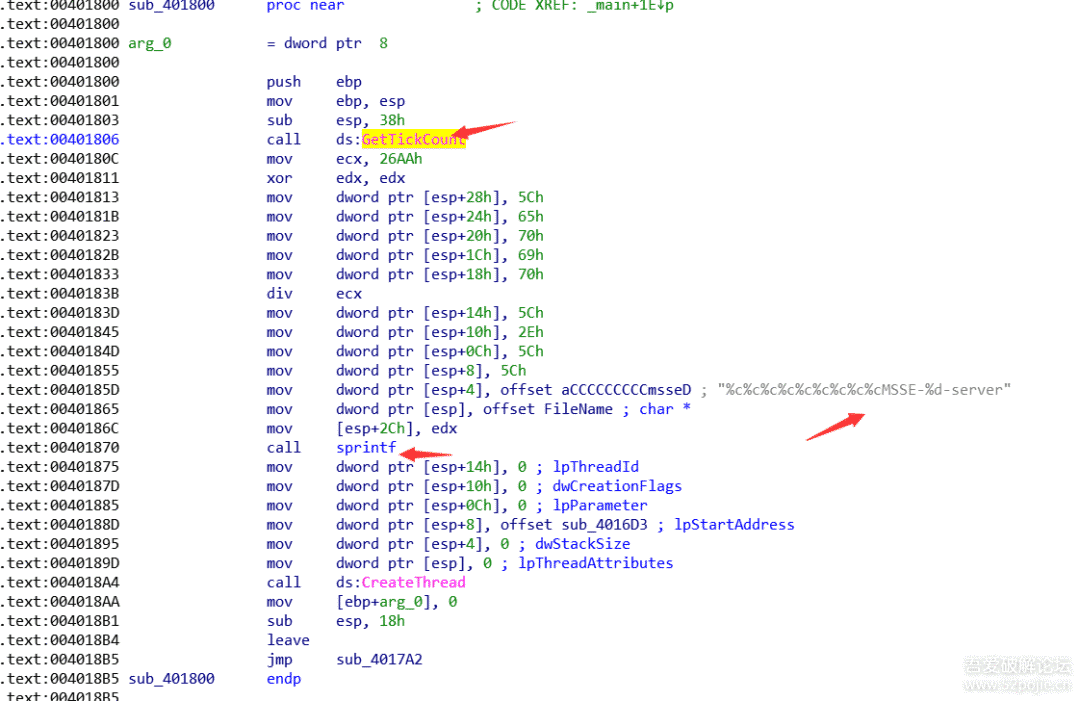 .text:00401800 sub_401800 proc near ; CODE XREF: _main+1E↓p
.text:00401800
.text:00401800 arg_0 = dword ptr 8
.text:00401800
.text:00401800 push ebp
.text:00401801 mov ebp, esp
.text:00401803 sub esp, 38h
.text:00401806 call ds:GetTickCount
.text:0040180C mov ecx, 26AAh
.text:00401811 xor edx, edx
.text:00401813 mov dword ptr [esp+28h], 5Ch
.text:0040181B mov dword ptr [esp+24h], 65h
.text:00401823 mov dword ptr [esp+20h], 70h
.text:0040182B mov dword ptr [esp+1Ch], 69h
.text:00401833 mov dword ptr [esp+18h], 70h
.text:0040183B div ecx
.text:0040183D mov dword ptr [esp+14h], 5Ch
.text:00401845 mov dword ptr [esp+10h], 2Eh
.text:0040184D mov dword ptr [esp+0Ch], 5Ch
.text:00401855 mov dword ptr [esp+8], 5Ch
.text:0040185D mov dword ptr [esp+4], offset aCCCCCCCCCmsseD ; "%c%c%c%c%c%c%c%c%cMSSE-%d-server"
.text:00401865 mov dword ptr [esp], offset FileName ; char *
.text:0040186C mov [esp+2Ch], edx
.text:00401870 call sprintf
.text:00401875 mov dword ptr [esp+14h], 0 ; lpThreadId
.text:0040187D mov dword ptr [esp+10h], 0 ; dwCreationFlags
.text:00401885 mov dword ptr [esp+0Ch], 0 ; lpParameter
.text:0040188D mov dword ptr [esp+8], offset sub_4016D3 ; lpStartAddress
.text:00401895 mov dword ptr [esp+4], 0 ; dwStackSize
.text:0040189D mov dword ptr [esp], 0 ; lpThreadAttributes
.text:004018A4 call ds:CreateThread
.text:004018AA mov [ebp+arg_0], 0
.text:004018B1 sub esp, 18h
.text:004018B4 leave
.text:004018B5 jmp sub_4017A2
.text:004018B5 sub_401800 endp
.text:004018B5
吾爱破解论坛
www.52pojie.cn